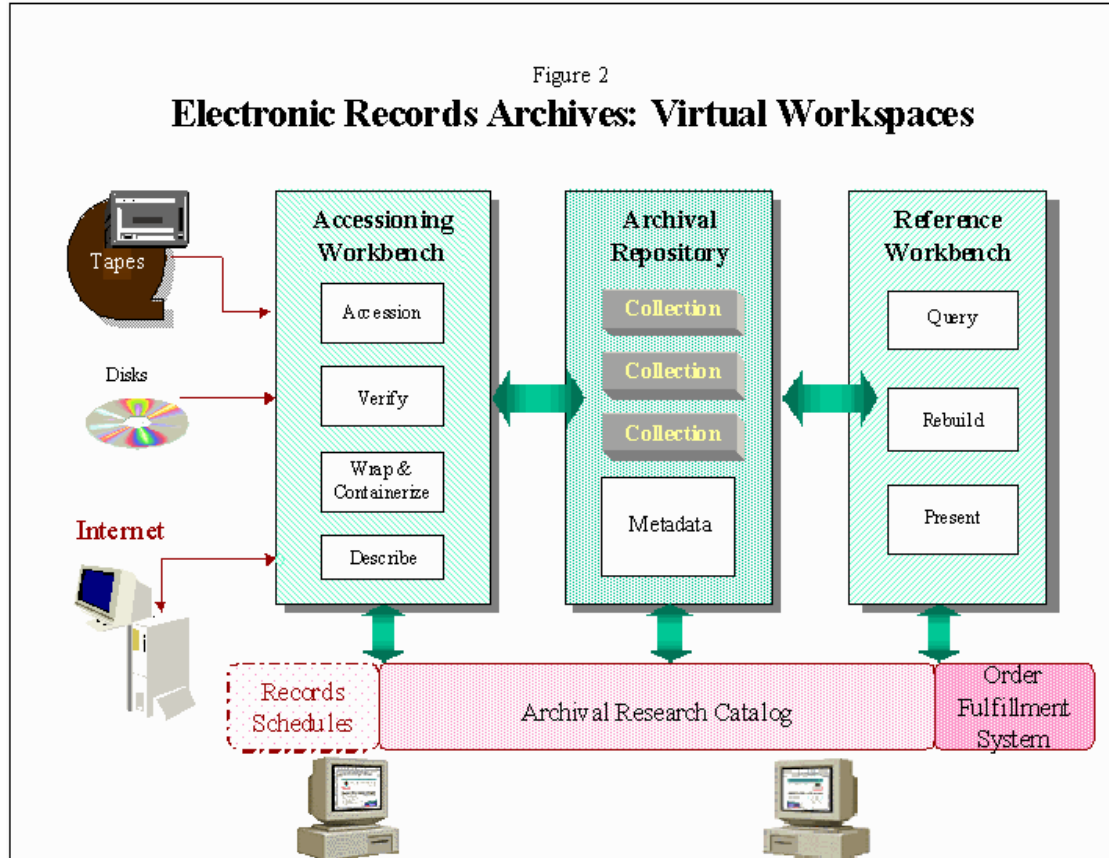 Figure 2
Electronic Records Archives: Virtual Workspaces
Tapes
Disks
Internet
Accessioning
Workbench
Accession
Verify
Wrap &
Containerize
Describe
Archival
Repository
Collection
Collection
Collection
Metadata
Reference
Workbench
Query
Rebuild
Present
Records
Schedules
Archival Research Catalog
Order
Fulfillment
System